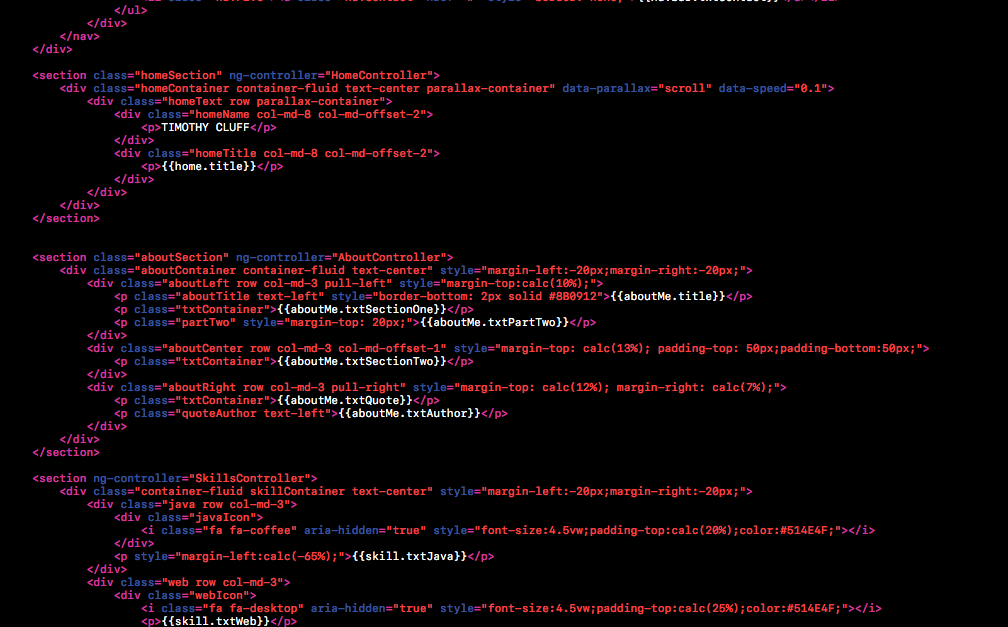 </ul>
</div>
</nav>
</div>
<section class="homeSection" ng-controller="HomeController">
<div class="homeContainer container-fluid text-center parallax-container" data-parallax="scroll" data-speed="0.1">
<div class="homeText row parallax-container">
<div class="homeName col-md-8 col-md-offset-2">
<p>TIMOTHY CLUFF</p>
</div>
<div class="homeTitle col-md-8 col-md-offset-2">
<p>{{home.title}}</p>
</div>
</div>
</div>
</section>
<section class="aboutSection" ng-controller="AboutController">
<div class="aboutContainer container-fluid text-center" style="margin-left:-20px;margin-right:-20px;">
<div class="aboutLeft row col-md-3 pull-left" style="margin-top:calc(10%);">
<p class="aboutTitle text-left" style="border-bottom: 2px solid #8B0912">{{aboutMe.title}}</p>
<p class="txtContainer">{{aboutMe.txtSectionOne}}</p>
<p class="partTwo" style="margin-top: 20px;">{{aboutMe.txtPartTwo}}</p>
</div>
<div class="aboutCenter row col-md-3 col-md-offset-1" style="margin-top: calc(13%); padding-top: 50px;padding-bottom:50px;">
<p class="txtContainer">{{aboutMe.txtSectionTwo}}</p>
</div>
<div class="aboutRight row col-md-3 pull-right" style="margin-top: calc(12%); margin-right: calc(7%);">
<p class="txtContainer">{{aboutMe.txtQuote}}</p>
<p class="quoteAuthor text-left">{{aboutMe.txtAuthor}}</p>
</div>
</div>
</section>
<section ng-controller="SkillsController">
<div class="container-fluid skillContainer text-center" style="margin-left:-20px;margin-right:-20px;">
<div class="java row col-md-3">
<div class="javaIcon">
<i class="fa fa-coffee" aria-hidden="true" style="font-size:4.5vw;padding-top:calc(20%);color:#514E4F;"></i>
</div>
<p style="margin-left:calc(-65%);">{{skill.txtJava}}</p>
</div>
<div class="web row col-md-3">
<div class="webIcon">
<i class="fa fa-desktop" aria-hidden="true" style="font-size:4.5vw;padding-top:calc(25%);color:#514E4F;"></i>
<p>{{skill.txtWeb}}</p>